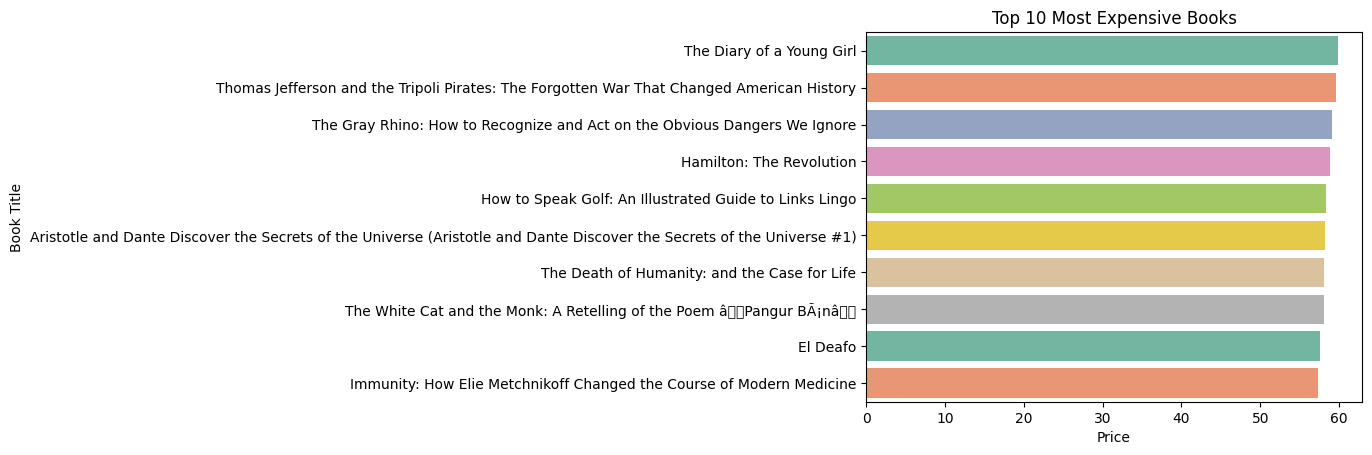 Top 10 Most Expensive Books
The Diary of a Young Girl
Thomas Jefferson and the Tripoli Pirates: The Forgotten War That Changed American History
The Gray Rhino: How to Recognize and Act on the Obvious Dangers We Ignore
Hamilton: The Revolution
How to Speak Golf: An Illustrated Guide to Links Lingo
Aristotle and Dante Discover the Secrets of the Universe (Aristotle and Dante Discover the Secrets of the Universe #1)
The Death of Humanity: and the Case for Life
The White Cat and the Monk: A Retelling of the Poem â▯▯Pangur BÃ¡nâ▯▯
El Deafo
Immunity: How Elie Metchnikoff Changed the Course of Modern Medicine
Book Title
0 10 20 30 40 50 60
Price